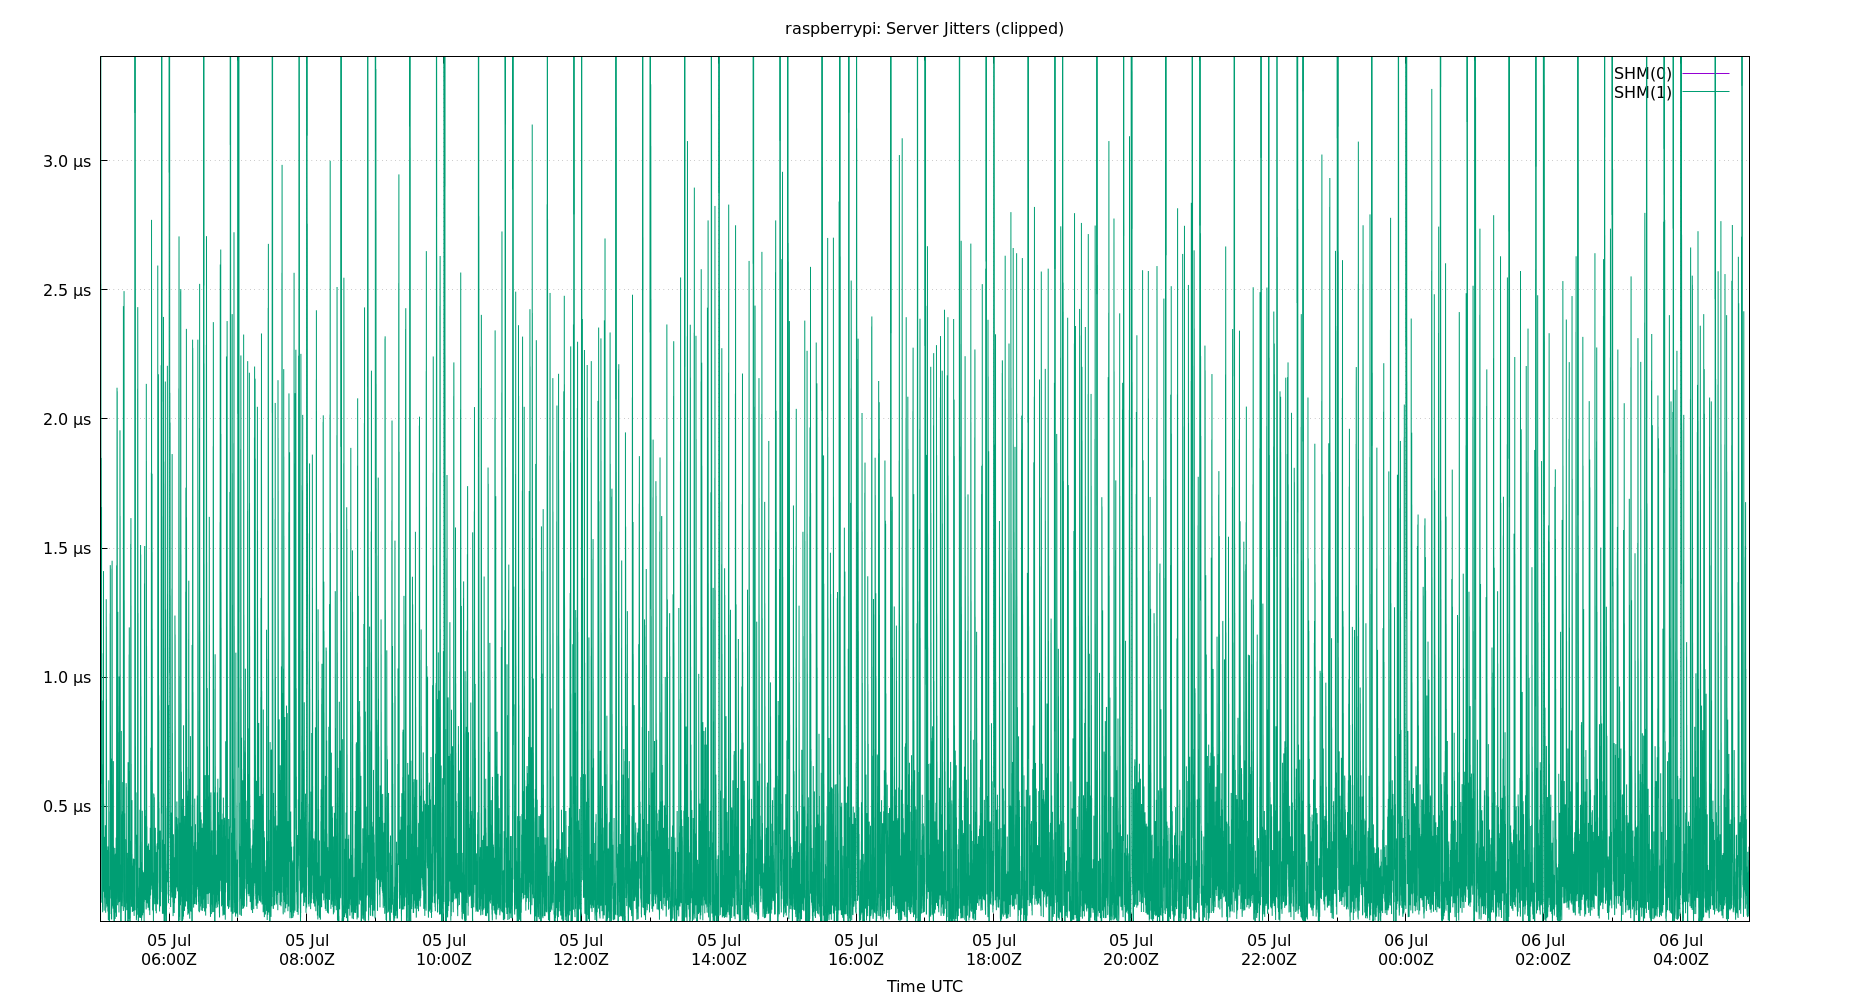 raspberrypi: Server Jitters (clipped)
SHM(0)
SHM(1)
3.0 µs
2.5 µs
2.0 µs
1.5 µs
1.0 µs
0.5 µs
05 Jul 05 Jul 05 Jul 05 Jul 05 Jul 05 Jul 05 Jul 05 Jul 05 Jul 06 Jul 06 Jul 06 Jul
06:00Z 08:00Z 10:00Z 12:00Z 14:00Z 16:00Z 18:00Z 20:00Z 22:00Z 00:00Z 02:00Z 04:00Z
Time UTC